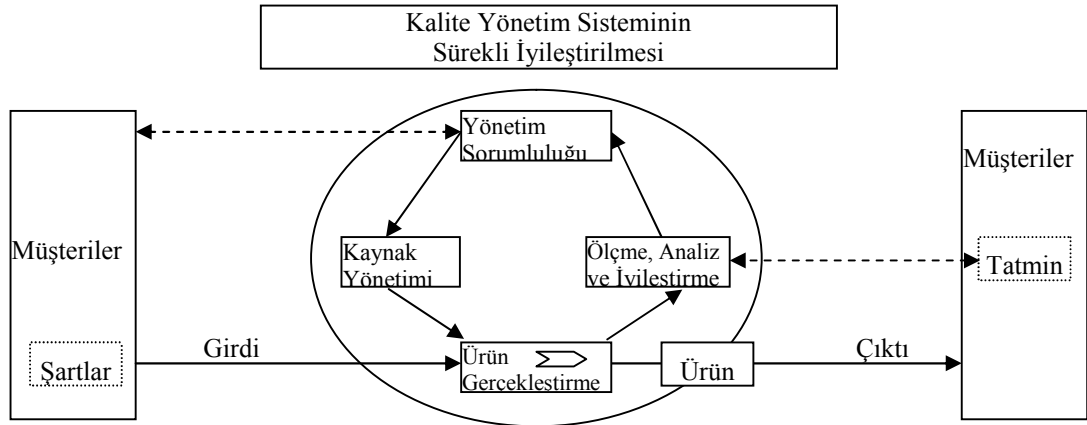 Kalite Yönetim Sisteminin
Sürekli İyileştirilmesi
Yönetim
Sorumluluğu
Müşteriler
Müşteriler
Kaynak
Yönetimi
Ölçme, Analiz
ve İyileştirme
Tatmin
Şartlar
Girdi
Ürün
Gerçekleştirme
Ürün
Çıktı